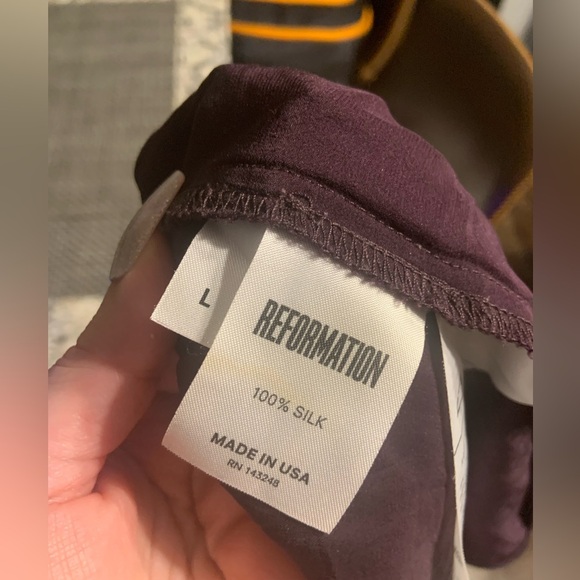 L
REFORMATION
100% SILK
MADE IN USA
RN 143248